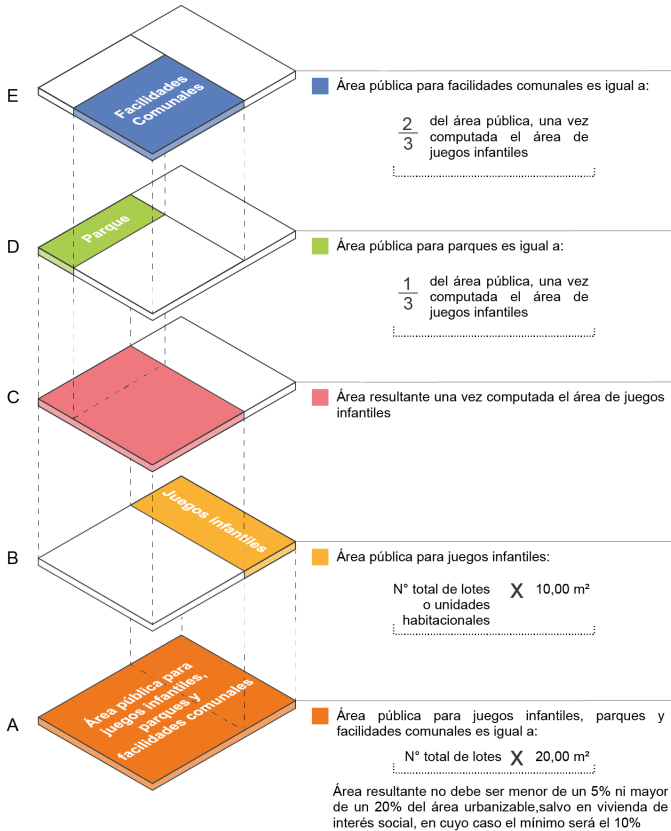 E
Facilidades
Comunales
Área pública para facilidades comunales es igual a:
2
3
del área pública, una vez
computada el área de
juegos infantiles
D
Parque
Área pública para parques es igual a:
1
3
del área pública, una vez
computada el área de
juegos infantiles
C
Área resultante una vez computada el área de juegos
infantiles
B
Juegos infantiles
Área pública para juegos infantiles:
N° total de lotes
o unidades
habitacionales
X 10,00 m²
A
Área pública para
juegos infantiles,
parques y
facilidades comunales
Área pública para juegos infantiles, parques y
facilidades comunales es igual a:
N° total de lotes X 20,00 m²
Área resultante no debe ser menor de un 5% ni mayor
de un 20% del área urbanizable,salvo en vivienda de
interés social, en cuyo caso el mínimo será el 10%